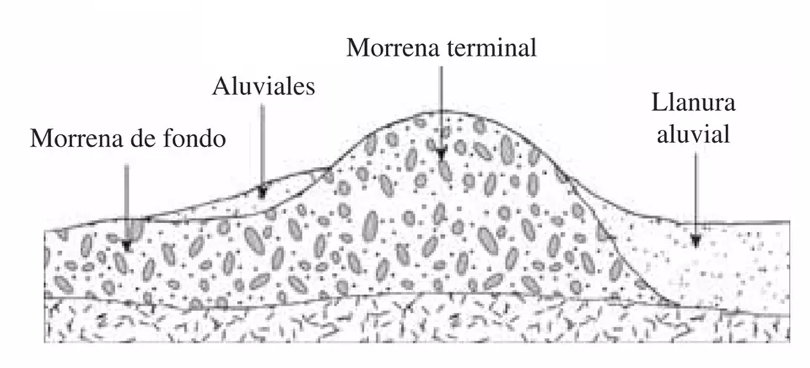 Morrena terminal
Aluviales
Llanura
aluvial
Morrena de fondo